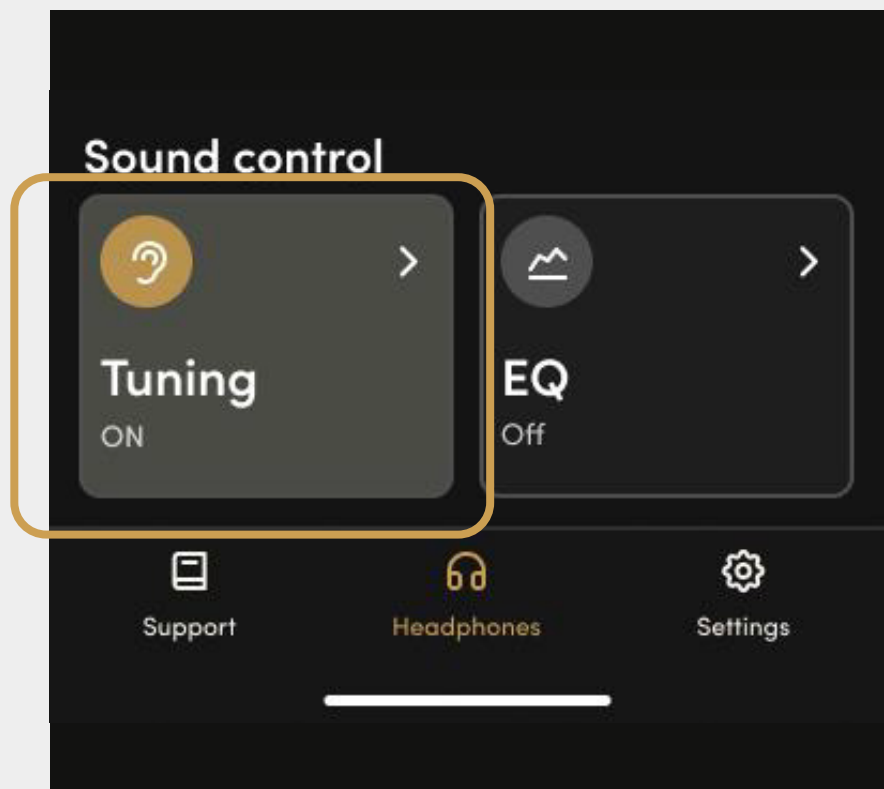 Sound control
Tuning
ON
EQ
Off
Support
Headphones
Settings